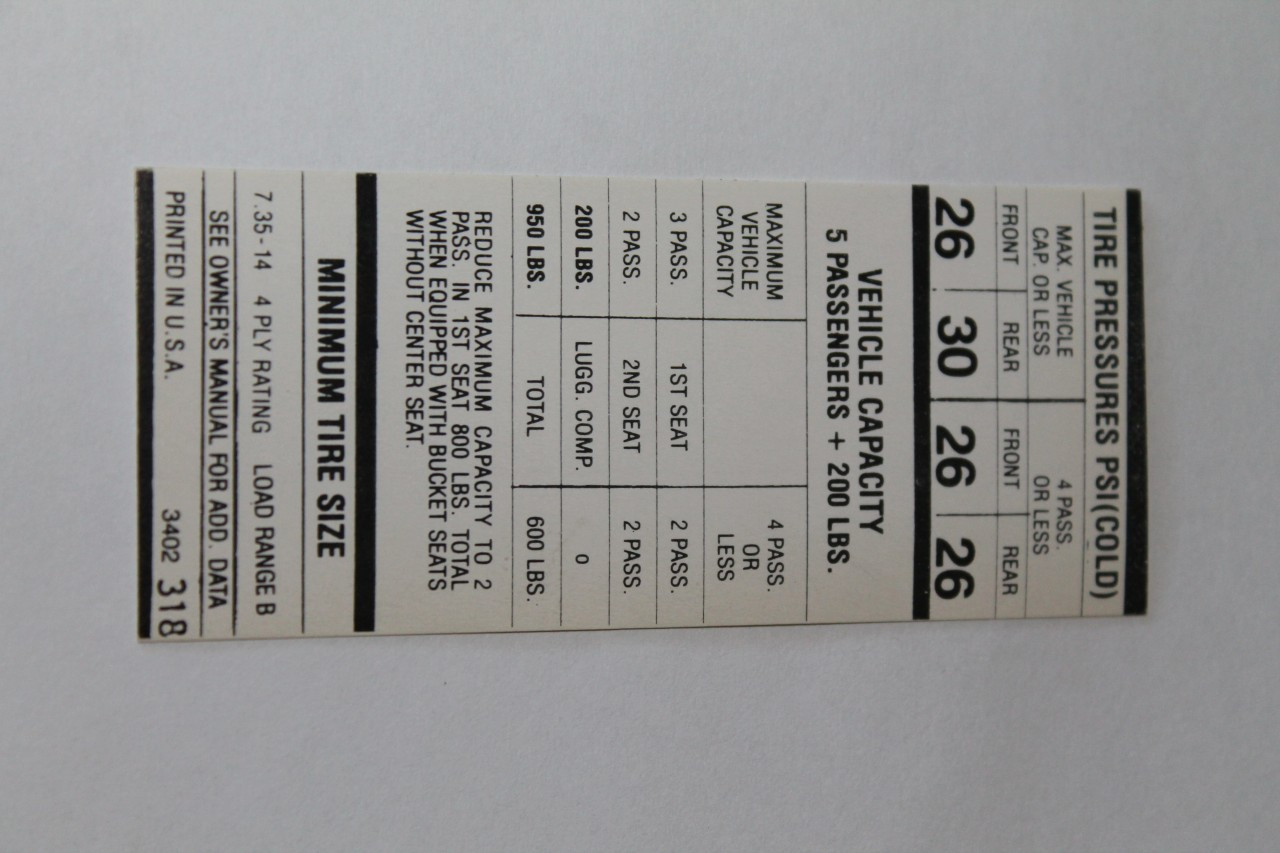 TIRE PRESSURES PSI (COLD)
MAX. VEHICLE CAP. OR LESS 4 PASS. OR LESS
FRONT REAR FRONT REAR
26 30 26 26
VEHICLE CAPACITY
5 PASSENGERS + 200 LBS.
MAXIMUM VEHICLE CAPACITY 4 PASS. OR LESS
3 PASS. 1ST SEAT 2 PASS.
2 PASS. 2ND SEAT 2 PASS.
200 LBS. LUGG. COMP. 0
950 LBS. TOTAL 600 LBS.
REDUCE MAXIMUM CAPACITY TO 2
PASS. IN 1ST SEAT 800 LBS. TOTAL
WHEN EQUIPPED WITH BUCKET SEATS
WITHOUT CENTER SEAT.
MINIMUM TIRE SIZE
7.35-14 4 PLY RATING LOAD RANGE B
SEE OWNER'S MANUAL FOR ADD. DATA
PRINTED IN U.S.A. 3402 318